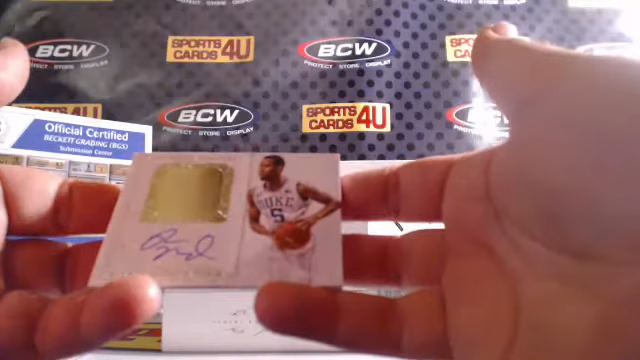 BCW
PROTECT. STORE. DISPLAY.
SPORTS
CARDS 4U
BCW
PROTECT. STORE. DISPLAY.
SPORTS
CARDS
SPORTS 4U
Official Certified
BECKETT GRADING (BGS)
Submission Center
BCW
PROTECT. STORE. DISPLAY.
SPORTS
CARDS 4U
DUKE
5